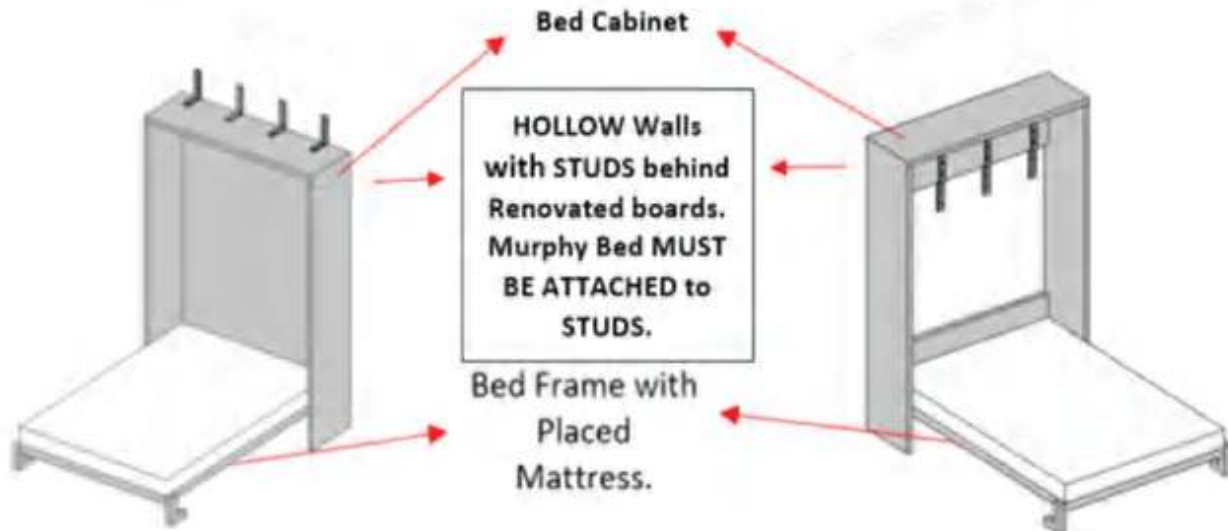 Bed Cabinet
HOLLOW Walls
with STUDS behind
Renovated boards.
Murphy Bed MUST
BE ATTACHED to
STUDS.
Bed Frame with
Placed
Mattress.